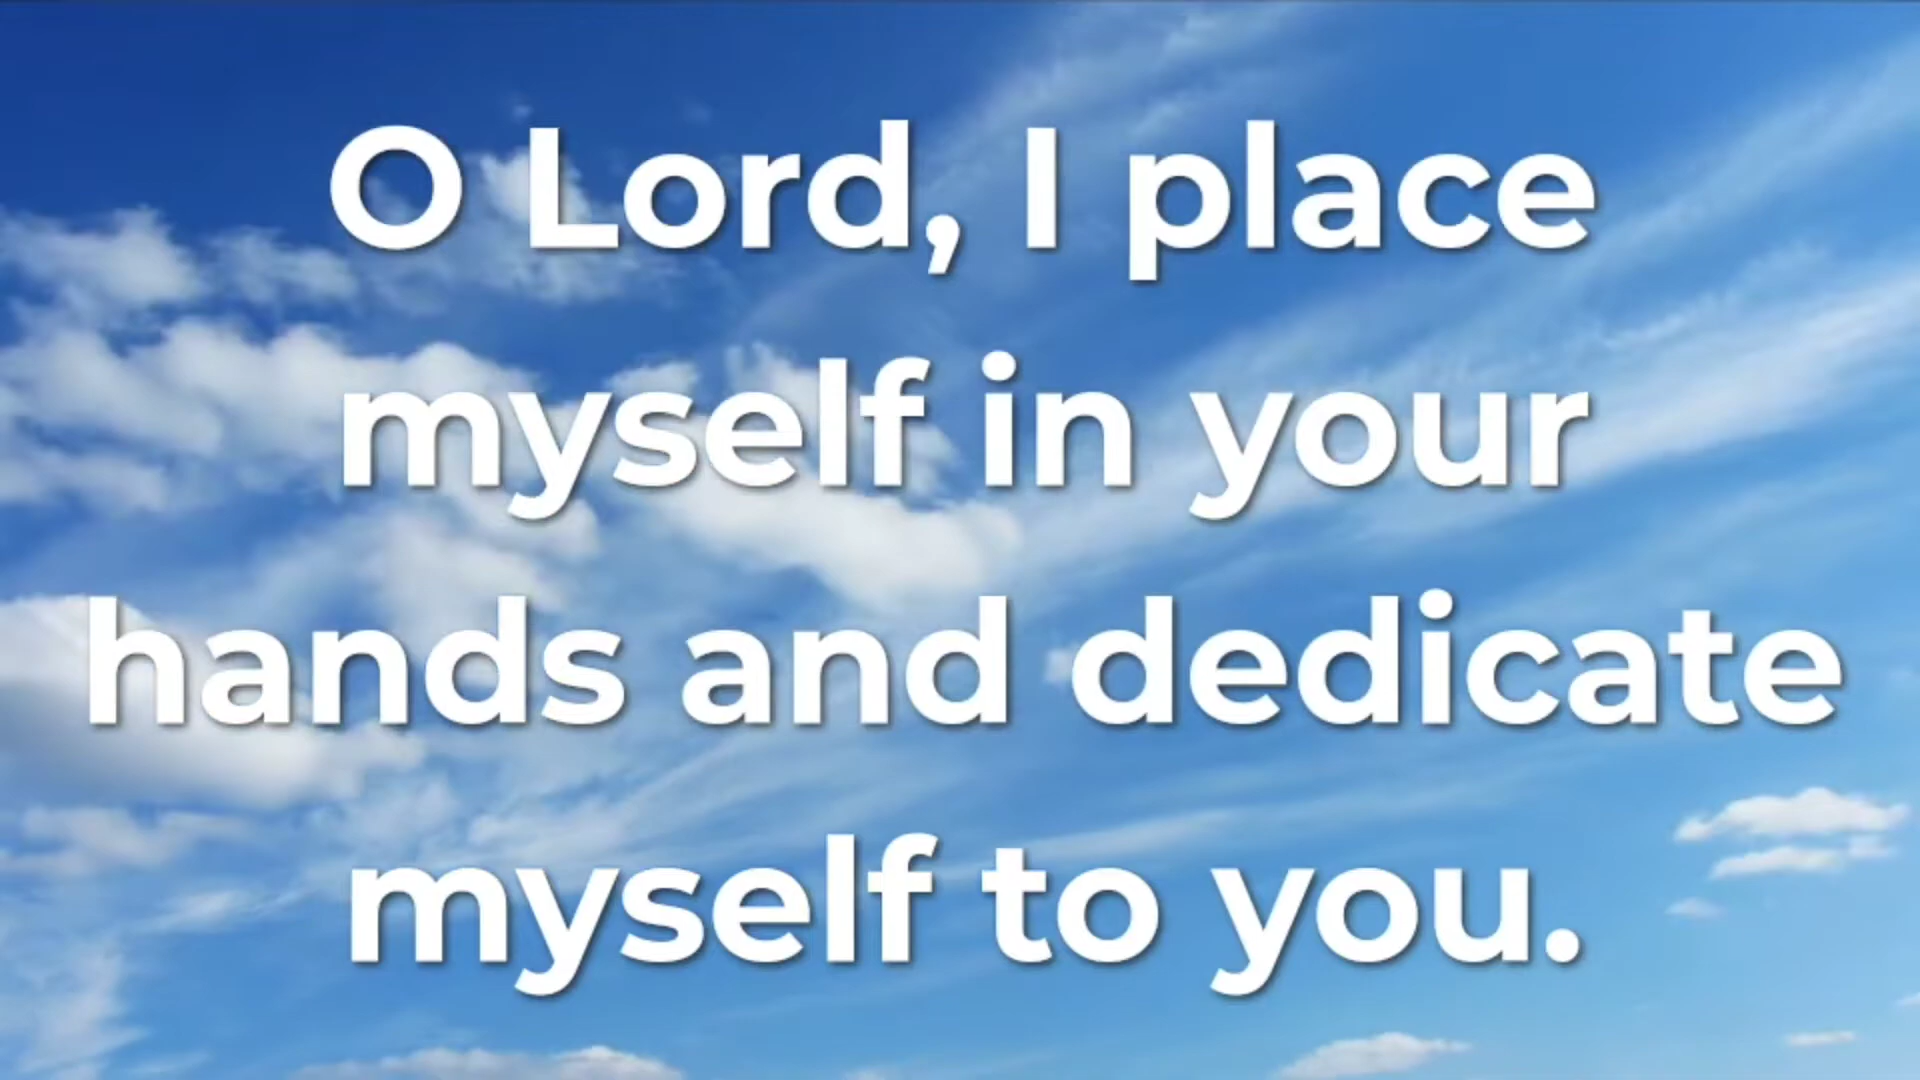 O Lord, I place
myself in your
hands and dedicate
myself to you.